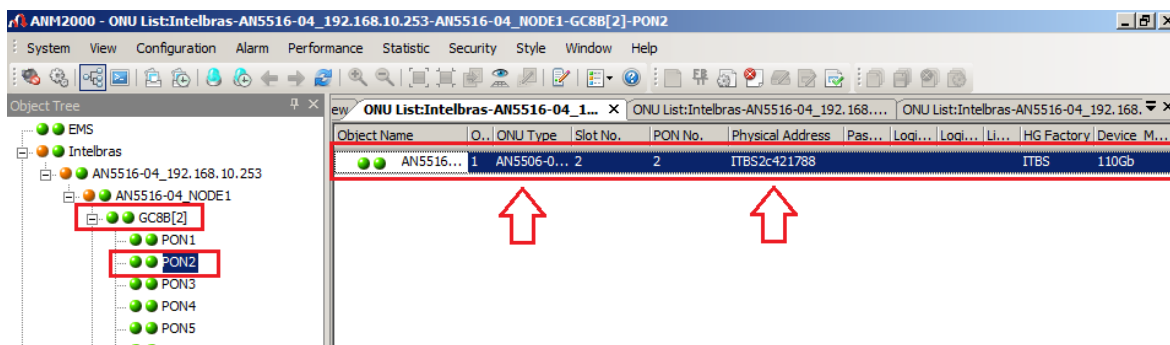 ANM2000 - ONU List:Intelbras-AN5516-04_192.168.10.253-AN5516-04_NODE1-GC8B[2]-PON2
System View Configuration Alarm Performance Statistic Security Style Window Help
Object Tree
EMS
Intelbras
AN5516-04_192.168.10.253
AN5516-04_NODE1
GC8B[2]
PON1
PON2
PON3
PON4
PON5
ew ONU List:Intelbras-AN5516-04_1... X ONU List:Intelbras-AN5516-04_192.168.... ONU List:Intelbras-AN5516-04_192.168.
Object Name O... ONU Type Slot No. PON No. Physical Address Pas... Logi... Logi... Li... HG Factory Device M...
AN5516... 1 AN5506-0... 2 2 ITBS2c421788 ITBS 110Gb